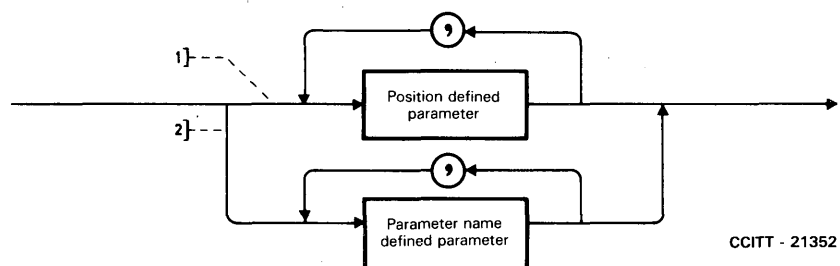 ,
1}
Position defined
parameter
2}
,
Parameter name
defined parameter
CCITT - 21352